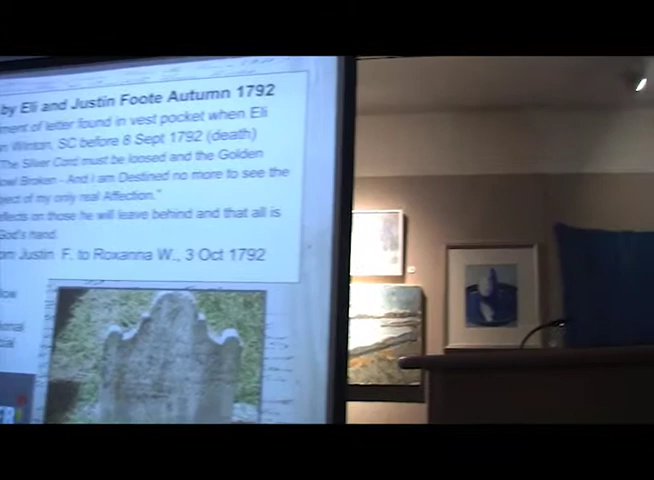 by Eli and Justin Foote Autumn 1792
ment of letter found in vest pocket when Eli
in Winton, SC before 8 Sept 1792 (death)
"The Silver Cord must be loosed and the Golden
owl Broken - And I am Destined no more to see the
bject of my only real Affection."
eflects on those he will leave behind and that all is
God's hand.
om Justin F. to Roxanna W., 3 Oct 1792